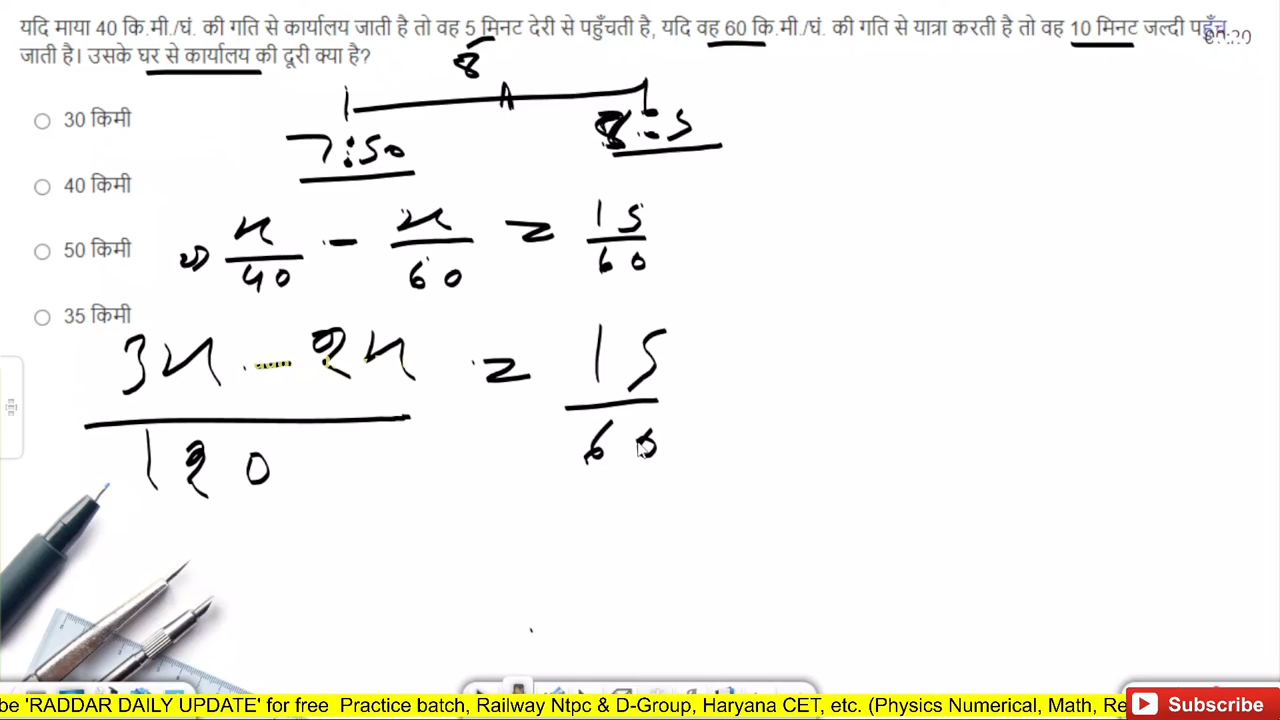 यदि माया 40 कि.मी./घं. की गति से कार्यालय जाती है तो वह 5 मिनट देरी से पहुँचती है, यदि वह 60 कि.मी./घं. की गति से यात्रा करती है तो वह 10 मिनट जल्दी पहुँच
जाती है। उसके घर से कार्यालय की दूरी क्या है?
8
30 किमी
7:50
8:5
40 किमी
x/40 - x/60 = 15/60
50 किमी
35 किमी
3x - 2x = 15
120 60
be 'RADDAR DAILY UPDATE' for free Practice batch, Railway Ntpc & D-Group, Haryana CET, etc. (Physics Numerical, Math, Re
Subscribe